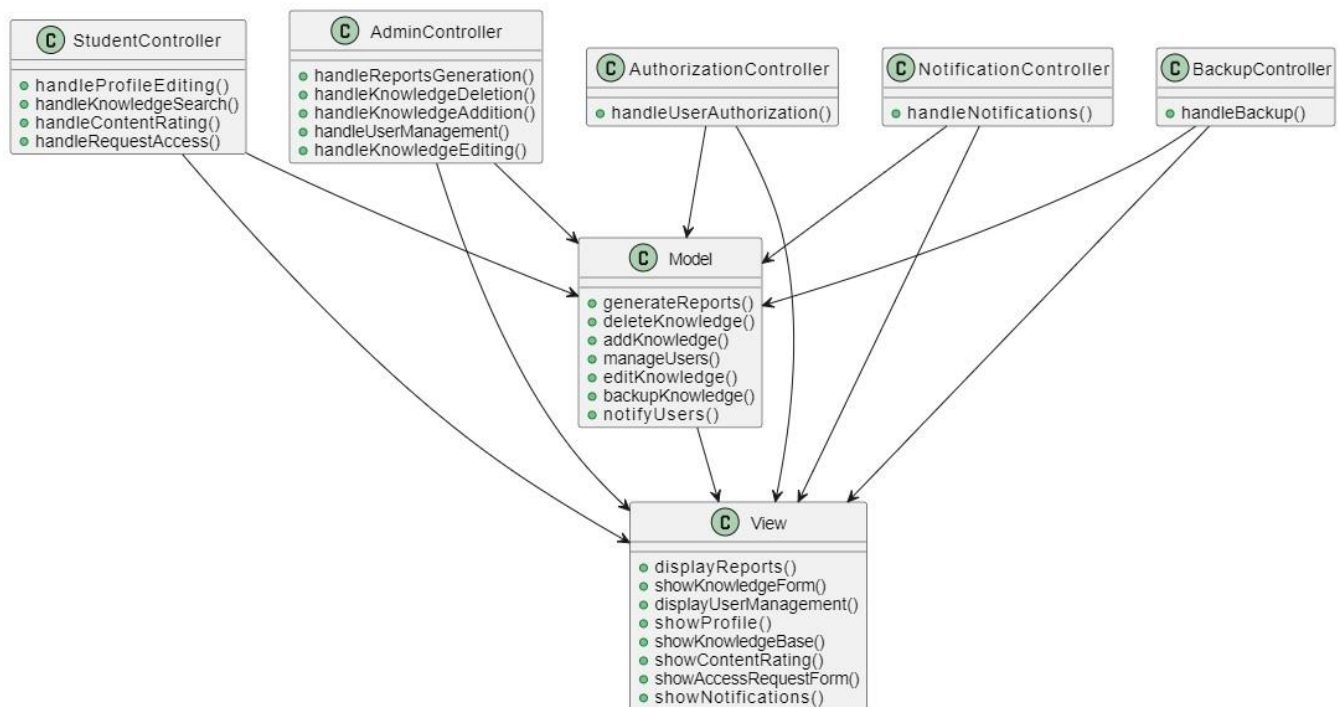 C StudentController
handleProfileEditing()
handleKnowledgeSearch()
handleContentRating()
handleRequestAccess()
C AdminController
handleReportsGeneration()
handleKnowledgeDeletion()
handleKnowledgeAddition()
handleUserManagement()
handleKnowledgeEditing()
C AuthorizationController
handleUserAuthorization()
C NotificationController
handleNotifications()
C BackupController
handleBackup()
C Model
generateReports()
deleteKnowledge()
addKnowledge()
manageUsers()
editKnowledge()
backupKnowledge()
notifyUsers()
C View
displayReports()
showKnowledgeForm()
displayUserManagement()
showProfile()
showKnowledgeBase()
showContentRating()
showAccessRequestForm()
showNotifications()